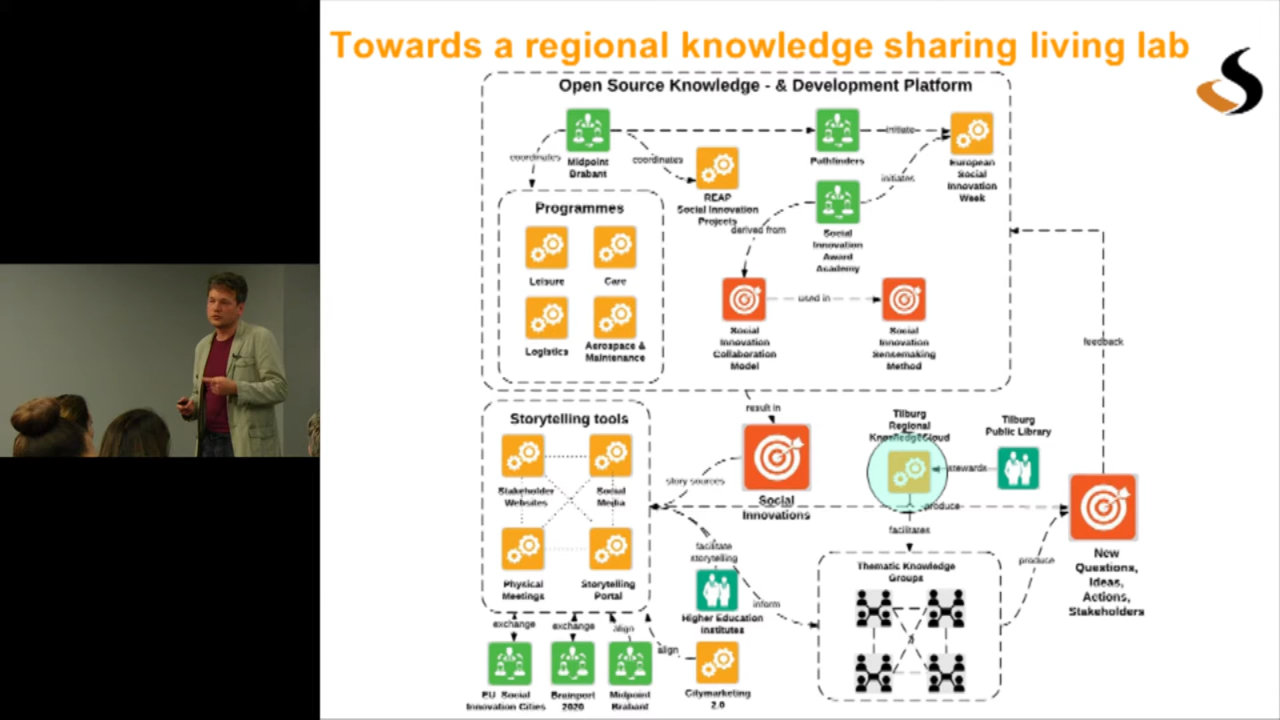 Towards a regional knowledge sharing living lab
Open Source Knowledge - & Development Platform
Midpoint
Brabant
coordinates
coordinates
Pathfinders
initiate
European
Social
Innovation
Week
REAP
Social Innovation
Projects
initiates
Social
Innovation
Award
Academy
derived from
Programmes
Leisure
Care
Logistics
Aerospace &
Maintenance
Social
Innovation
Collaboration
Model
used in
Social
Innovation
Sensemaking
Method
feedback
result in
Storytelling tools
Stakeholder
Websites
Social
Media
Physical
Meetings
Storytelling
Portal
story sources
Social
Innovations
Tilburg
Regional
KnowledgeCloud
Tilburg
Public Library
stewards
produce
facilitates
facilitate
storytelling
Higher Education
Institutes
inform
Thematic Knowledge
Groups
produce
New
Questions,
Ideas,
Actions,
Stakeholders
exchange
exchange
align
align
EU Social
Innovation Cities
Brainport
2020
Midpoint
Brabant
Citymarketing
2.0